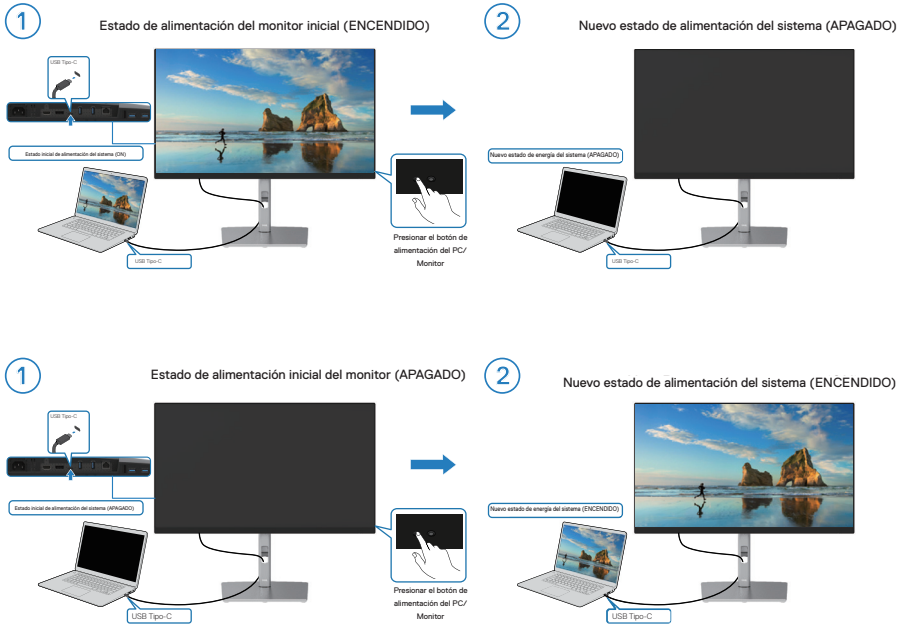 1
Estado de alimentación del monitor inicial (ENCENDIDO)
USB Tipo-C
Estado inicial de alimentación del sistema (ON)
USB Tipo-C
Presionar el botón de
alimentación del PC/
Monitor
2
Nuevo estado de alimentación del sistema (APAGADO)
Nuevo estado de energía del sistema (APAGADO)
USB Tipo-C
1
Estado de alimentación inicial del monitor (APAGADO)
USB Tipo-C
Estado inicial de alimentación del sistema (APAGADO)
USB Tipo-C
Presionar el botón de
alimentación del PC/
Monitor
2
Nuevo estado de alimentación del sistema (ENCENDIDO)
Nuevo estado de energía del sistema (ENCENDIDO)
USB Tipo-C